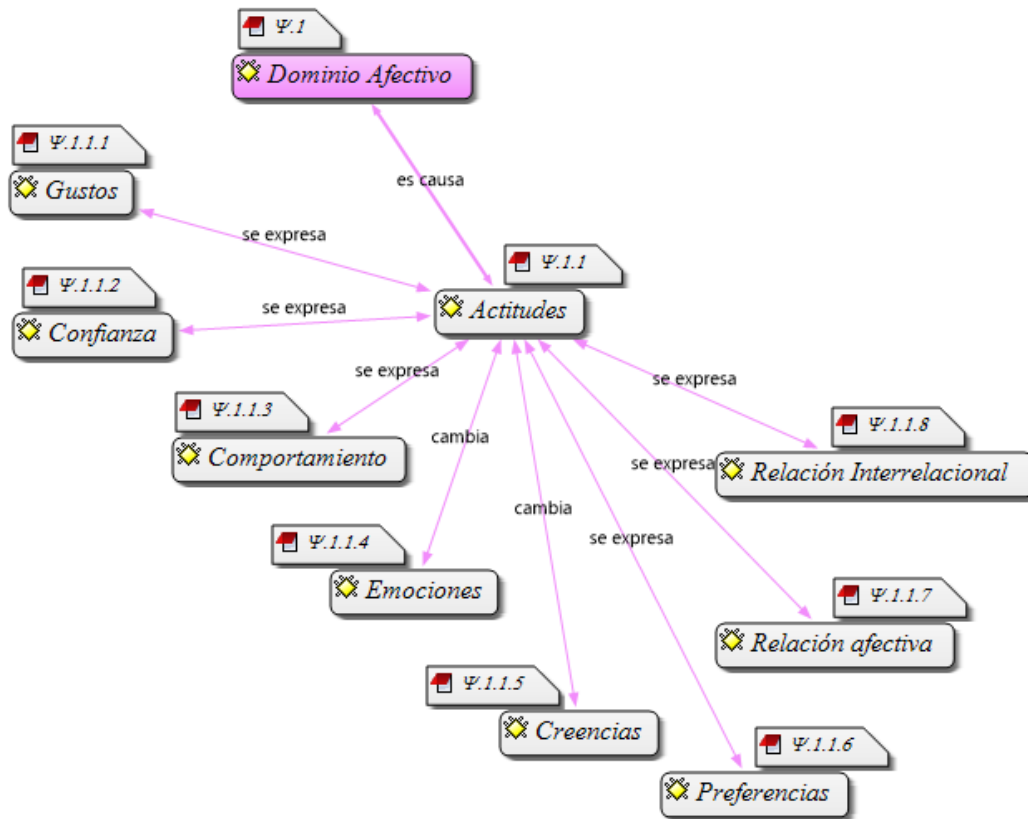 Ψ.1
Dominio Afectivo
es causa
Ψ.1.1.1
Gustos
se expresa
Ψ.1.1
Actitudes
Ψ.1.1.2
Confianza
se expresa
se expresa
Ψ.1.1.3
Comportamiento
cambia
Ψ.1.1.4
Emociones
cambia
Ψ.1.1.5
Creencias
se expresa
Ψ.1.1.6
Preferencias
se expresa
Ψ.1.1.7
Relación afectiva
se expresa
Ψ.1.1.8
Relación Interrelacional